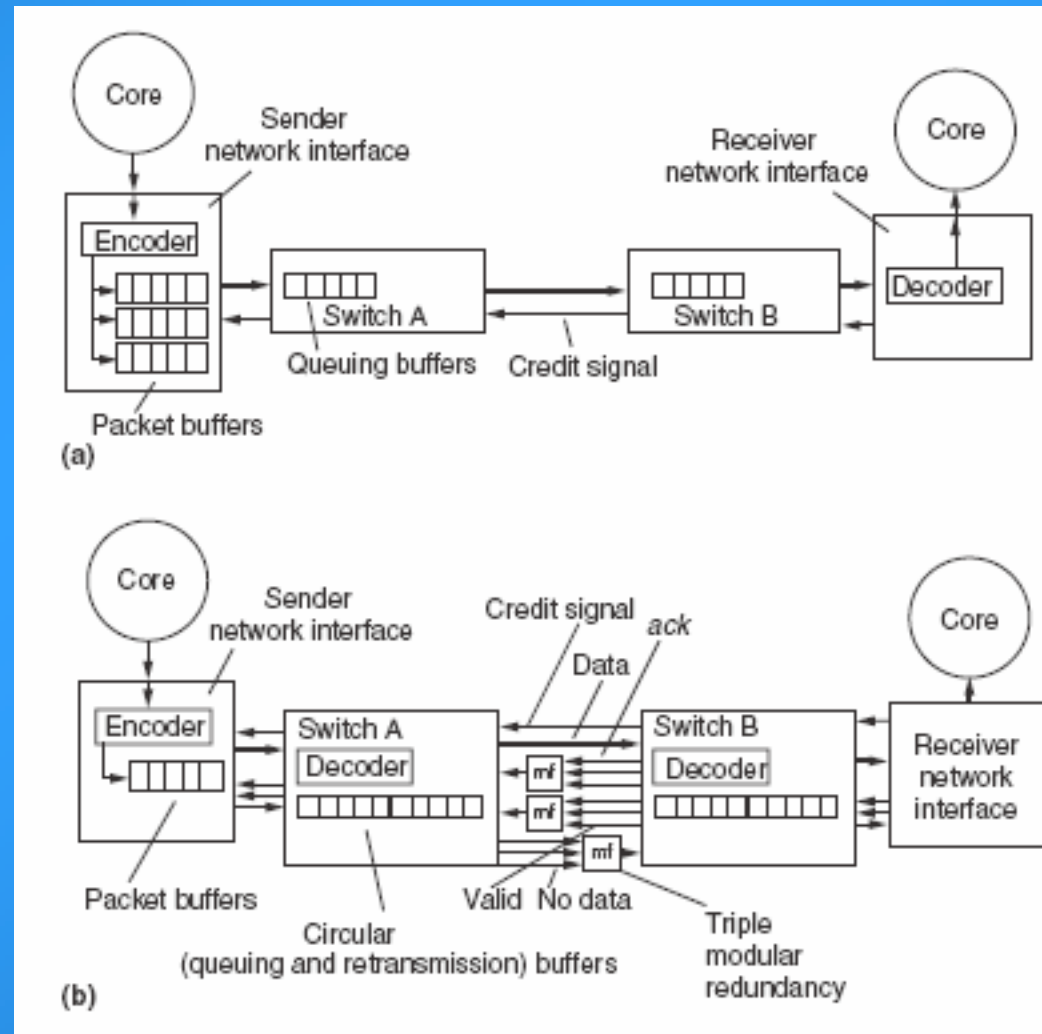 Core
Sender
network interface
Core
Receiver
network interface
Encoder
Decoder
Switch A
Switch B
Queuing buffers
Credit signal
Packet buffers
(a)
Core
Sender
network interface
Credit signal
ack
Data
Core
Encoder
Switch A
Decoder
mf
mf
mf
Switch B
Decoder
Receiver
network
interface
Packet buffers
Valid
No data
Circular
(queuing and retransmission) buffers
Triple
modular
redundancy
(b)